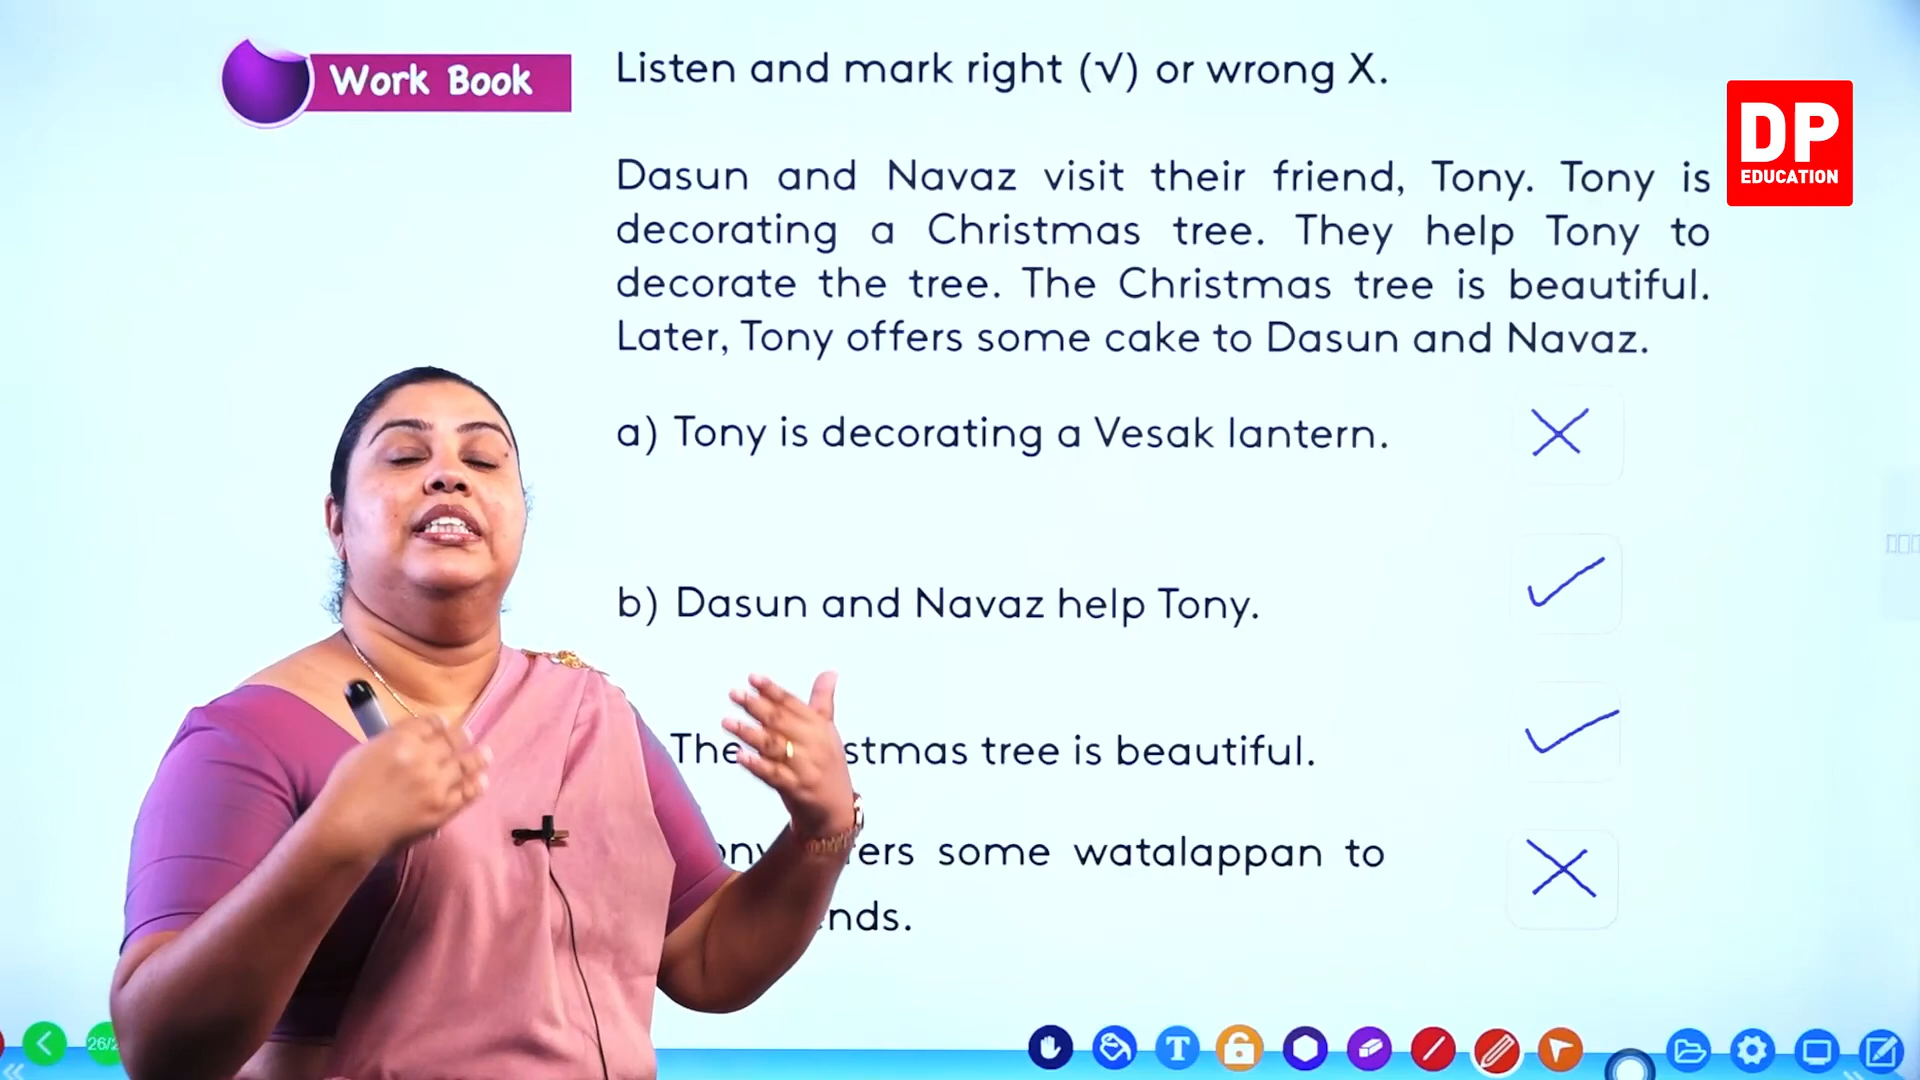 Work Book
Listen and mark right (√) or wrong X.
DP
EDUCATION
Dasun and Navaz visit their friend, Tony. Tony is
decorating a Christmas tree. They help Tony to
decorate the tree. The Christmas tree is beautiful.
Later, Tony offers some cake to Dasun and Navaz.
a) Tony is decorating a Vesak lantern. X
b) Dasun and Navaz help Tony. ✓
The stmas tree is beautiful. ✓
ony ers some watalappan to X
nds.
26/2
T